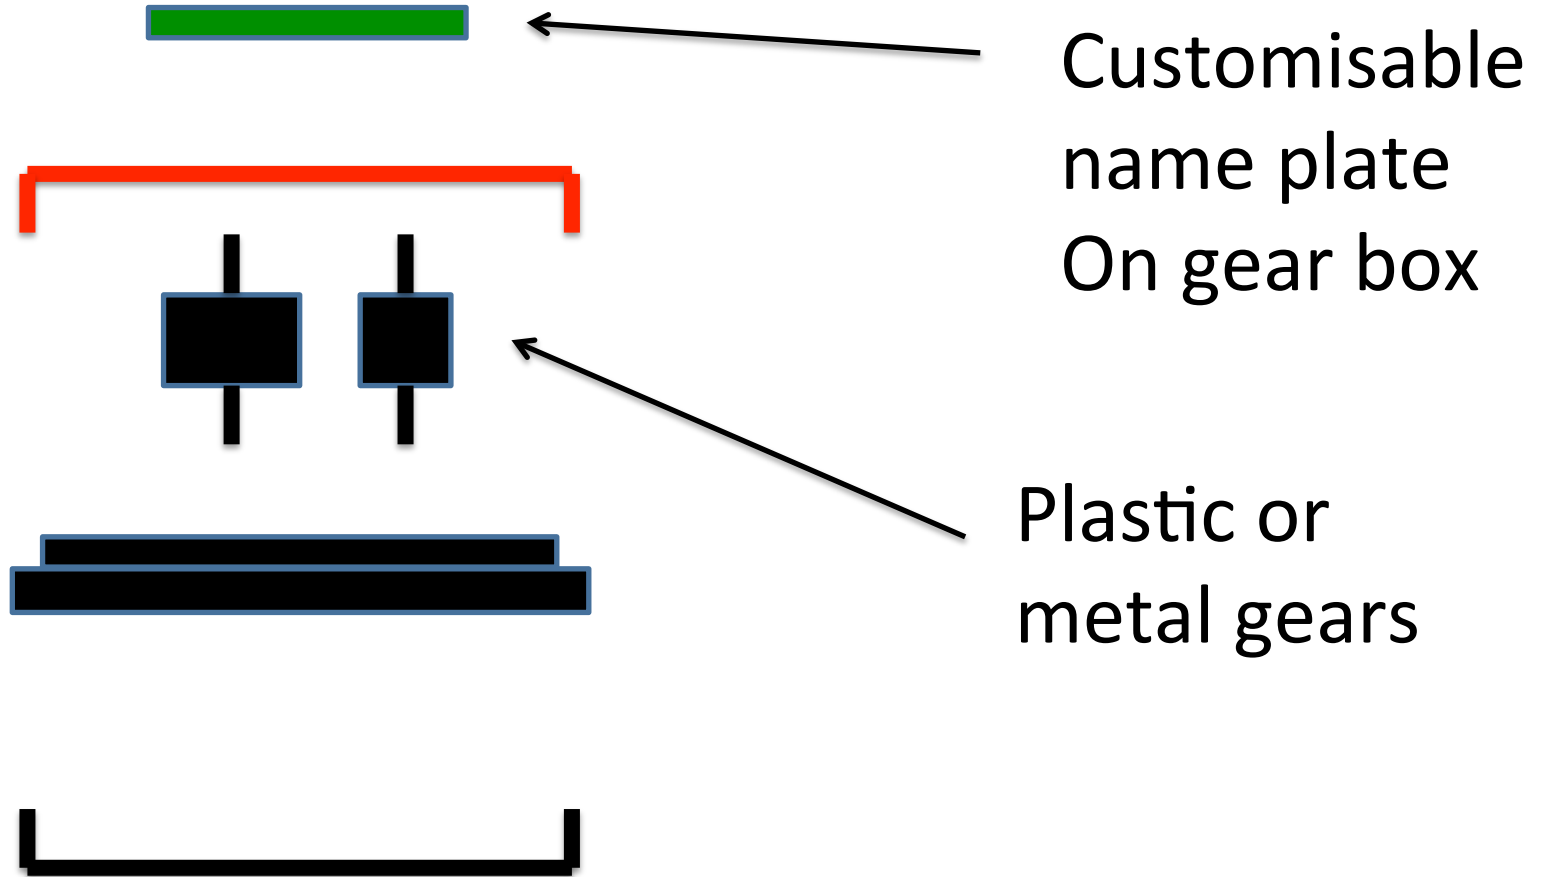 Customisable
name plate
On gear box
Plastic or
metal gears